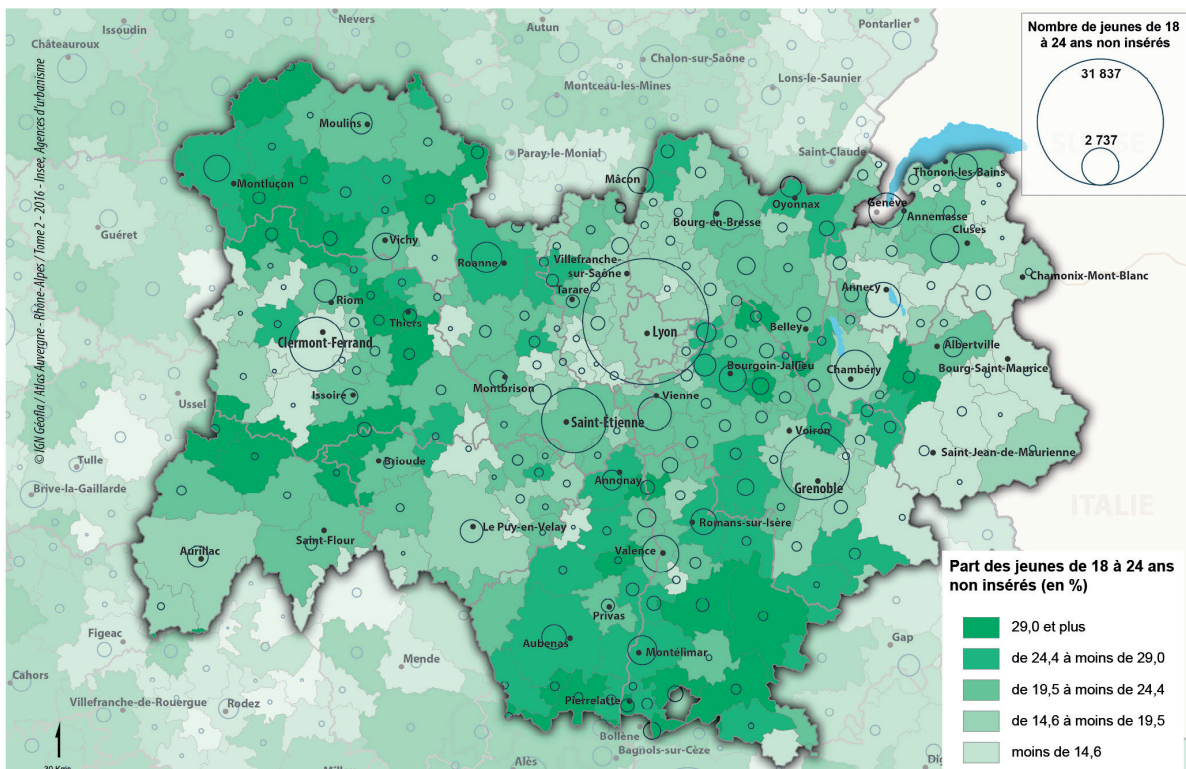 Nevers
Pontarlier
Issoudin
Autun
Châteauroux
Chalon-sur-Saône
Lons-le-Saunier
Montceau-les-Mines
Moulins
Paray-le-Monial
Saint-Claude
Nombre de jeunes de 18
à 24 ans non insérés
31 837
2 737
SUISSE
Thonon-les-Bains
Mâcon
Montluçon
Oyonnax
Genève
Annemasse
Bourg-en-Bresse
Cluses
Guéret
Vichy
Roanne
Villefranche-
sur-Saône
Chamonix-Mont-Blanc
Annecy
Riom
Tarare
Thiers
Lyon
Belley
Clermont-Ferrand
Albertville
Bourg-Saint-Maurice
Bourgoin-Jallieu
Chambéry
Montbrison
Ussel
Issoire
Vienne
Saint-Étienne
Voiron
Saint-Jean-de-Maurienne
Tulle
Brioude
Annonay
Grenoble
Brive-la-Gaillarde
ITALIE
Le Puy-en-Velay
Romans-sur-Isère
Saint-Flour
Aurillac
Valence
Privas
Aubenas
Montélimar
Figeac
Mende
Gap
Cahors
Villefranche-de-Rouergue
Rodez
Pierrelatte
Bollène
Bagnols-sur-Cèze
Alès
Part des jeunes de 18 à 24 ans
non insérés (en %)
29,0 et plus
de 24,4 à moins de 29,0
de 19,5 à moins de 24,4
de 14,6 à moins de 19,5
moins de 14,6
© IGN Géofla / Atlas Auvergne - Rhône-Alpes / Tome 2 - 2016 - Insee, Agences d'urbanisme